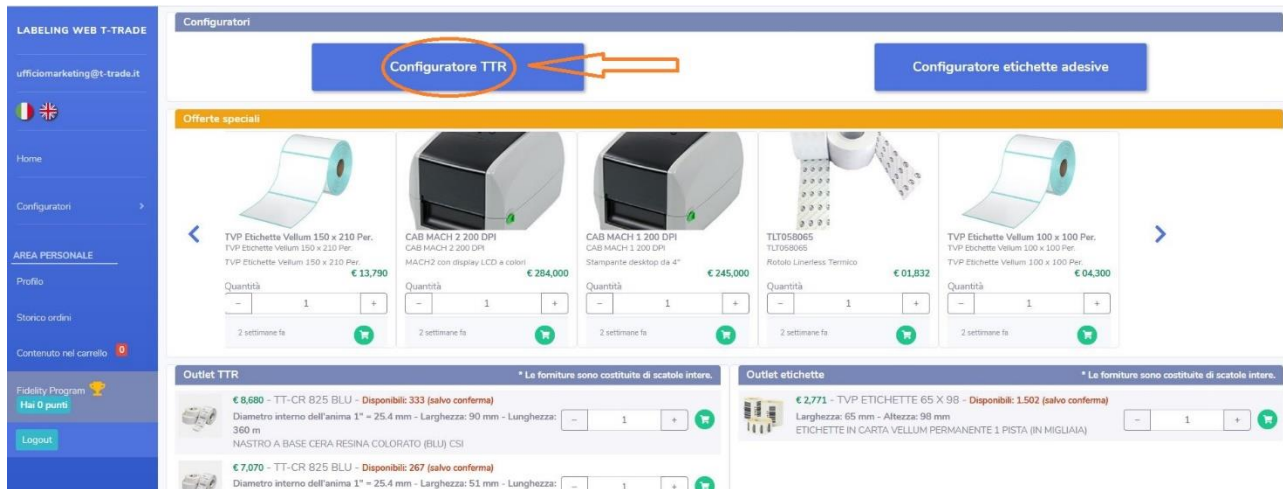 LABELING WEB T-TRADE
ufficiomarketing@t-trade.it
Home
Configuratori
AREA PERSONALE
Profilo
Storico ordini
Contenuto nel carrello 0
Fidelity Program
Hai 0 punti
Logout
Configuratori
Configuratore TTR
Configuratore etichette adesive
Offerte speciali
TVP Etichette Vellum 150 x 210 Per.
TVP Etichette Vellum 150 x 210 Per.
TVP Etichette Vellum 150 x 210 Per.
€ 13,790
Quantità
- 1 +
2 settimane fa
CAB MACH 2 200 DPI
CAB MACH 2 200 DPI
MACH2 con display LCD a colori
€ 284,000
Quantità
- 1 +
2 settimane fa
CAB MACH 1 200 DPI
CAB MACH 1 200 DPI
Stampante desktop da 4"
€ 245,000
Quantità
- 1 +
2 settimane fa
TLT058065
TLT058065
Rotolo Linerless Termico
€ 01,832
Quantità
- 1 +
2 settimane fa
TVP Etichette Vellum 100 x 100 Per.
TVP Etichette Vellum 100 x 100 Per.
TVP Etichette Vellum 100 x 100 Per.
€ 04,300
Quantità
- 1 +
2 settimane fa
Outlet TTR * Le forniture sono costituite di scatole intere.
€ 8,680 - TT-CR 825 BLU - Disponibili: 333 (salvo conferma)
Diametro interno dell'anima 1" = 25.4 mm - Larghezza: 90 mm - Lunghezza:
360 m
NASTRO A BASE CERA RESINA COLORATO (BLU) CSI
- 1 +
€ 7,070 - TT-CR 825 BLU - Disponibili: 267 (salvo conferma)
Diametro interno dell'anima 1" = 25.4 mm - Larghezza: 51 mm - Lunghezza:
- 1 +
Outlet etichette * Le forniture sono costituite di scatole intere.
€ 2,771 - TVP ETICHETTE 65 X 98 - Disponibili: 1.502 (salvo conferma)
Larghezza: 65 mm - Altezza: 98 mm
ETICHETTE IN CARTA VELLUM PERMANENTE 1 PISTA (IN MIGLIAIA)
- 1 +